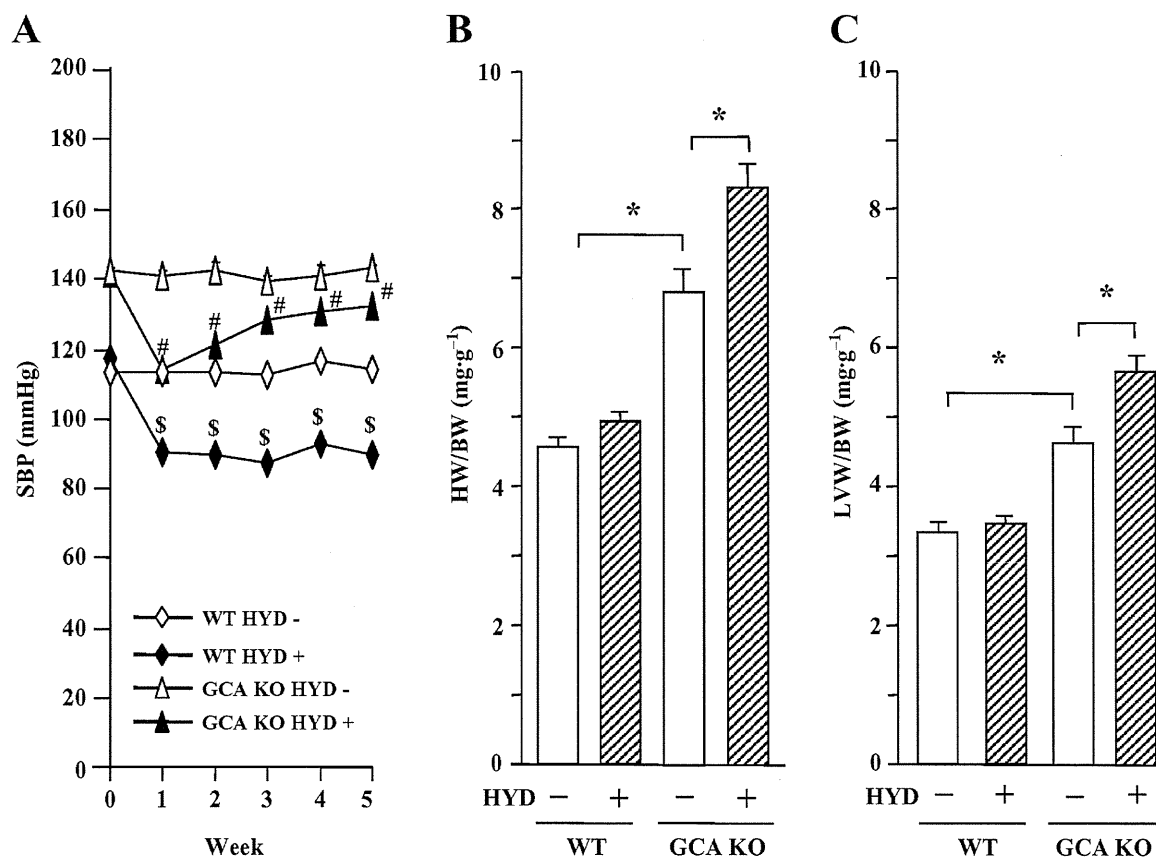 A
200
180
160
140
120
100
80
60
40
20
0
SBP (mmHg)
# # # # #
$ $ $ $ $
WT HYD -
WT HYD +
GCA KO HYD -
GCA KO HYD +
0 1 2 3 4 5
Week
B
10
8
6
4
2
0
HW/BW (mg·g⁻¹)
*
*
HYD − + − +
WT GCA KO
C
10
8
6
4
2
0
LVW/BW (mg·g⁻¹)
*
*
HYD − + − +
WT GCA KO